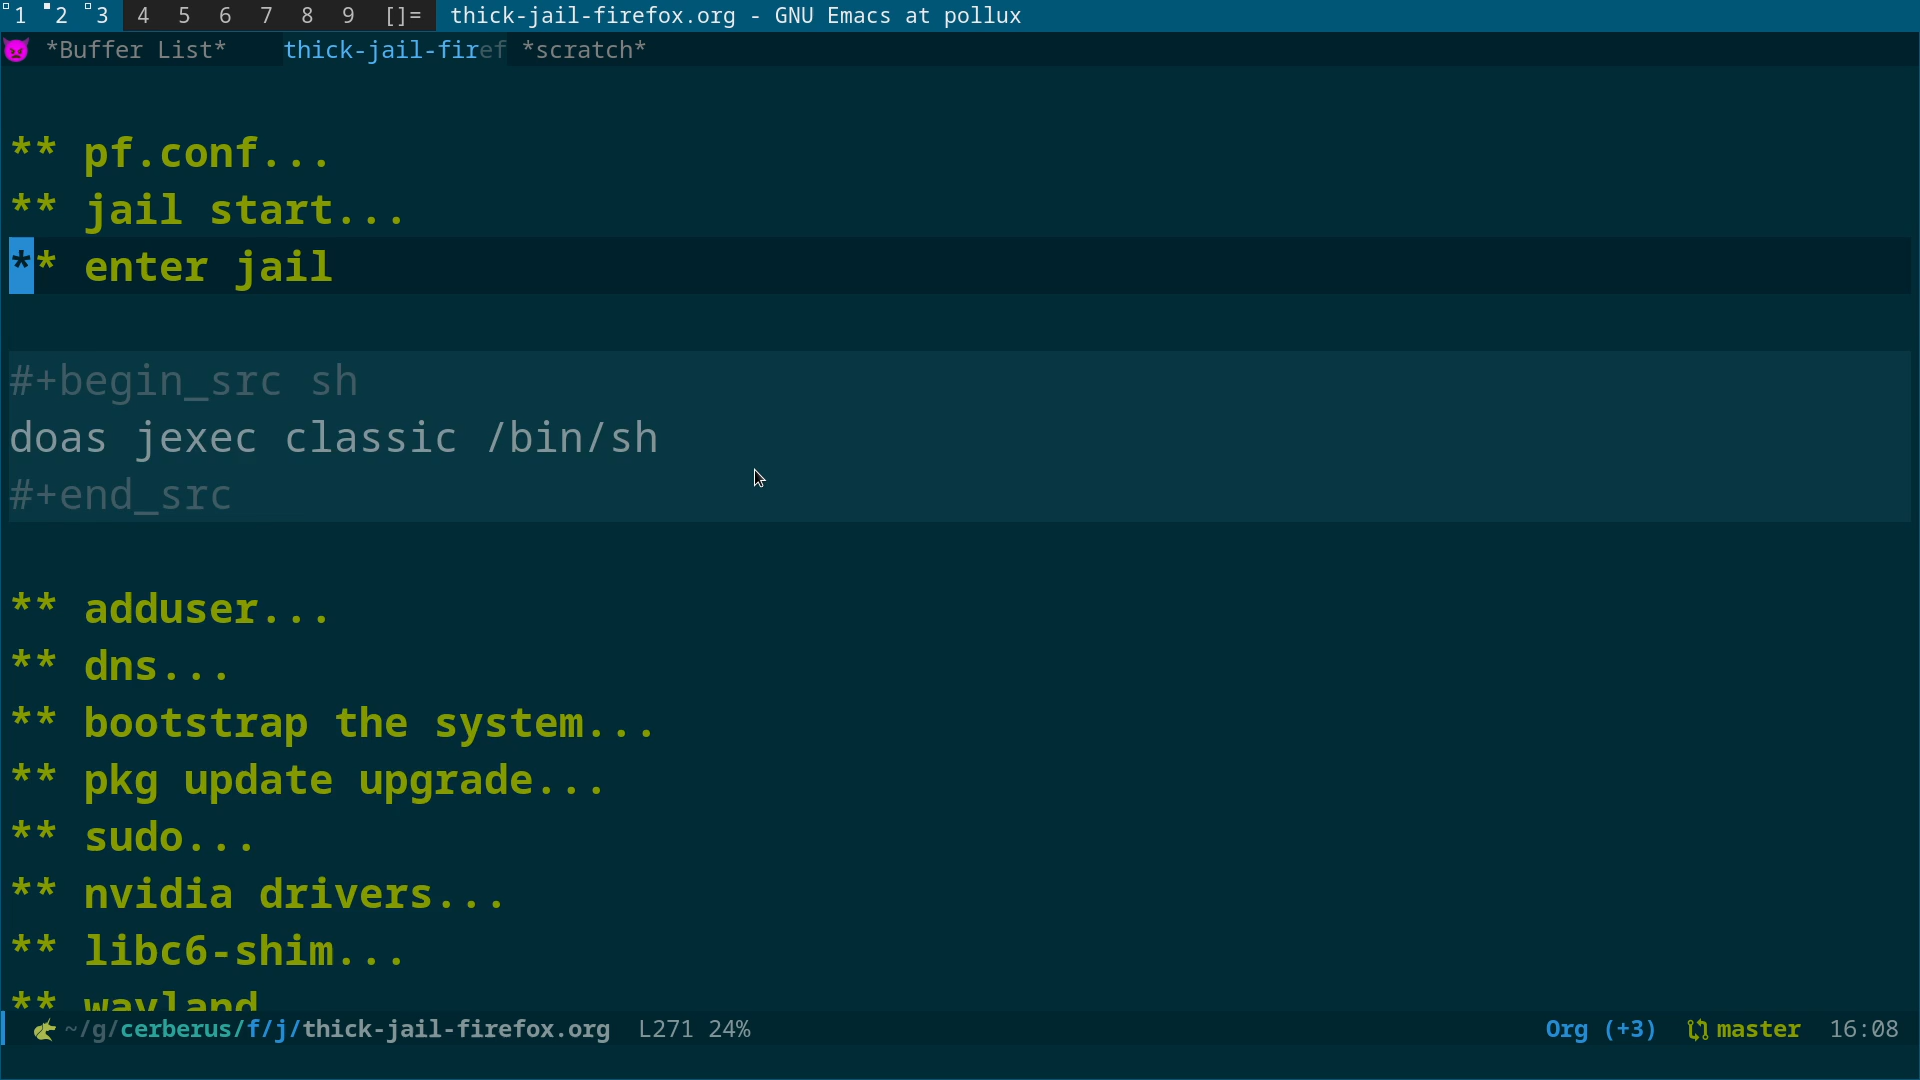 1 2 3 4 5 6 7 8 9 []= thick-jail-firefox.org - GNU Emacs at pollux
*Buffer List* thick-jail-firef *scratch*
** pf.conf...
** jail start...
** enter jail
#+begin_src sh
doas jexec classic /bin/sh
#+end_src
** adduser...
** dns...
** bootstrap the system...
** pkg update upgrade...
** sudo...
** nvidia drivers...
** libc6-shim...
** wayland
~/g/cerberus/f/j/thick-jail-firefox.org L271 24% Org (+3) master 16:08